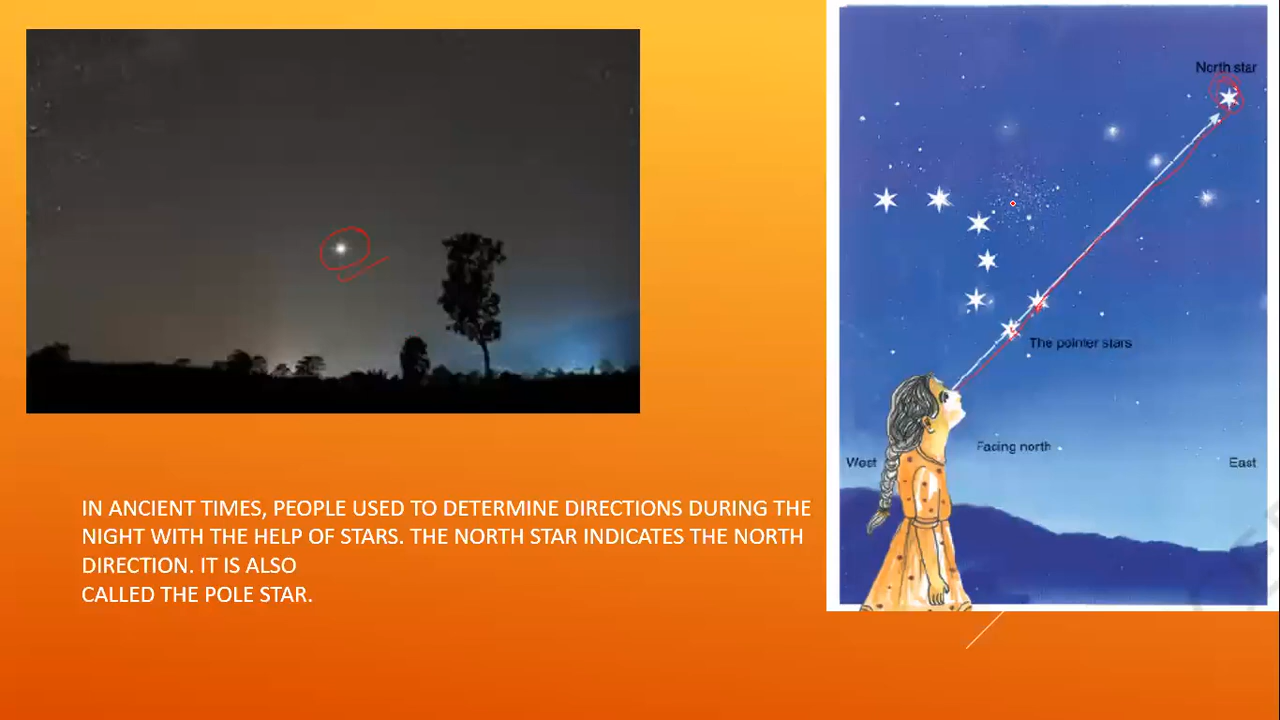 IN ANCIENT TIMES, PEOPLE USED TO DETERMINE DIRECTIONS DURING THE
NIGHT WITH THE HELP OF STARS. THE NORTH STAR INDICATES THE NORTH
DIRECTION. IT IS ALSO
CALLED THE POLE STAR.
North star
The pointer stars
Facing north
West
East